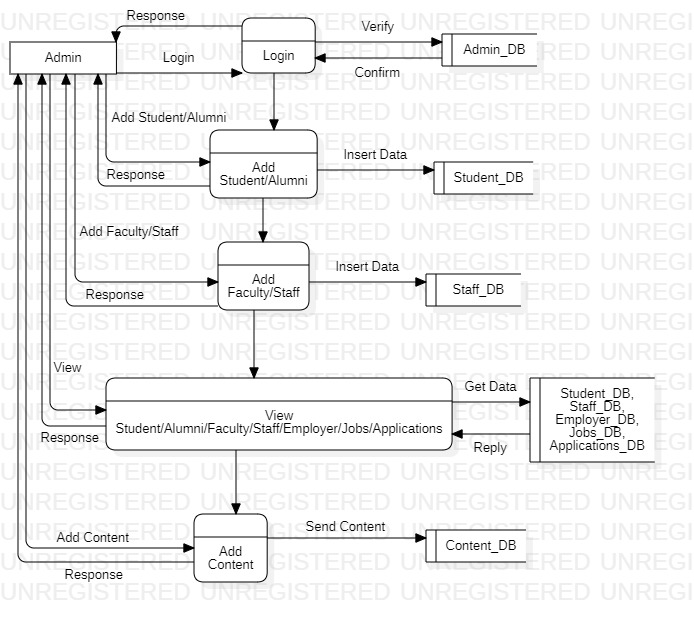 Response
Verify
Admin
Login
Login
Admin_DB
Confirm
Add Student/Alumni
Insert Data
Add
Student/Alumni
Response
Student_DB
Add Faculty/Staff
Insert Data
Add
Faculty/Staff
Response
Staff_DB
View
Get Data
Student_DB,
Staff_DB,
Employer_DB,
Jobs_DB,
Applications_DB
View
Student/Alumni/Faculty/Staff/Employer/Jobs/Applications
Response
Reply
Send Content
Add Content
Add
Content
Content_DB
Response
UNREGISTERED